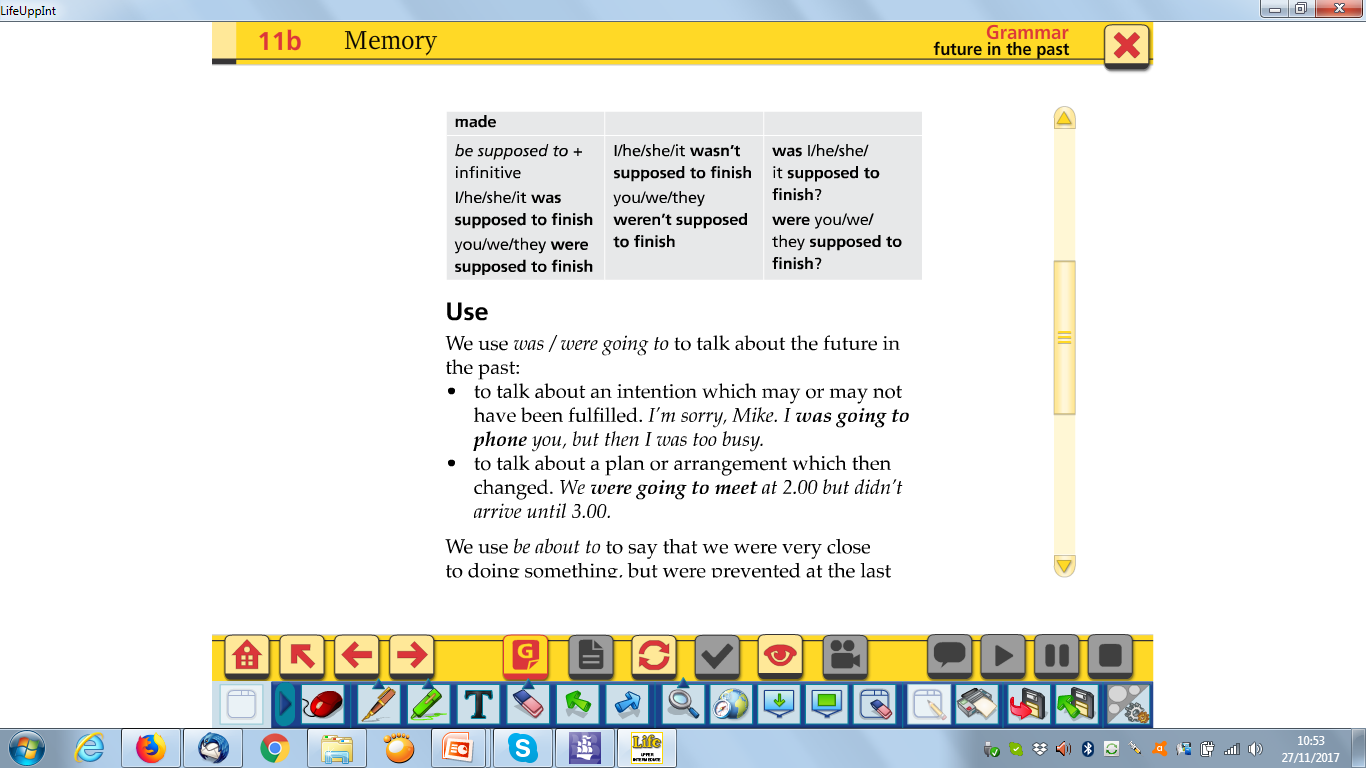 LifeUppInt
11b Memory
Grammar
future in the past
made
be supposed to +
infinitive
I/he/she/it was
supposed to finish
you/we/they were
supposed to finish
I/he/she/it wasn't
supposed to finish
you/we/they
weren't supposed
to finish
was I/he/she/
it supposed to
finish?
were you/we/
they supposed to
finish?
Use
We use was / were going to to talk about the future in
the past:
• to talk about an intention which may or may not
have been fulfilled. I'm sorry, Mike. I was going to
phone you, but then I was too busy.
• to talk about a plan or arrangement which then
changed. We were going to meet at 2.00 but didn't
arrive until 3.00.
We use be about to to say that we were very close
to doing something, but were prevented at the last
G
T
Life
UPPER
INTERMEDIATE
10:53
27/11/2017